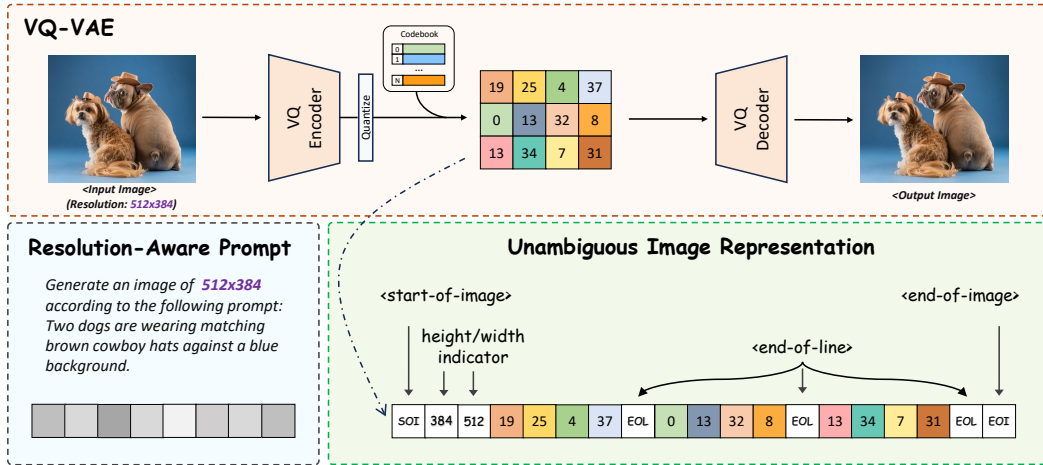 VQ-VAE
Codebook
0
1
...
N
VQ
Encoder
Quantize
19 25 4 37
0 13 32 8
13 34 7 31
VQ
Decoder
<Input Image>
(Resolution: 512x384)
<Output Image>
Resolution-Aware Prompt
Generate an image of 512x384
according to the following prompt:
Two dogs are wearing matching
brown cowboy hats against a blue
background.
Unambiguous Image Representation
<start-of-image>
<end-of-image>
height/width
indicator
<end-of-line>
SOI 384 512 19 25 4 37 EOL 0 13 32 8 EOL 13 34 7 31 EOL EOI